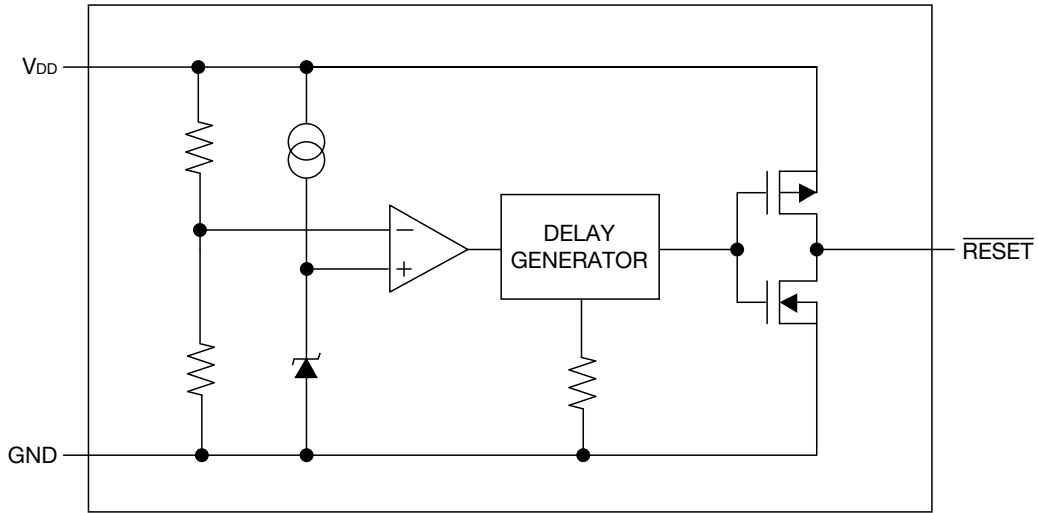 VDD
−
+
DELAY
GENERATOR
RESET
GND